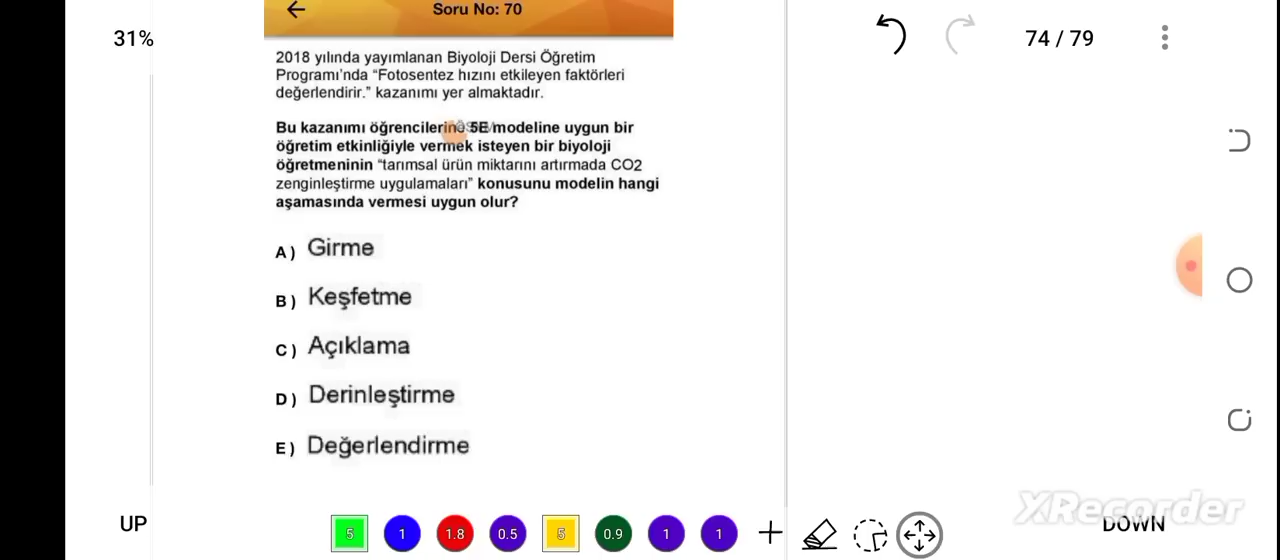 Soru No: 70
31%
74 / 79
2018 yılında yayımlanan Biyoloji Dersi Öğretim
Programı'nda “Fotosentez hızını etkileyen faktörleri
değerlendirir.” kazanımı yer almaktadır.
Bu kazanımı öğrencilerine 5E modeline uygun bir
öğretim etkinliğiyle vermek isteyen bir biyoloji
öğretmeninin “tarımsal ürün miktarını artırmada CO2
zenginleştirme uygulamaları” konusunu modelin hangi
aşamasında vermesi uygun olur?
A) Girme
B) Keşfetme
C) Açıklama
D) Derinleştirme
E) Değerlendirme
XRecorder
UP
5 1 1.8 0.5 5 0.9 1 1
DOWN